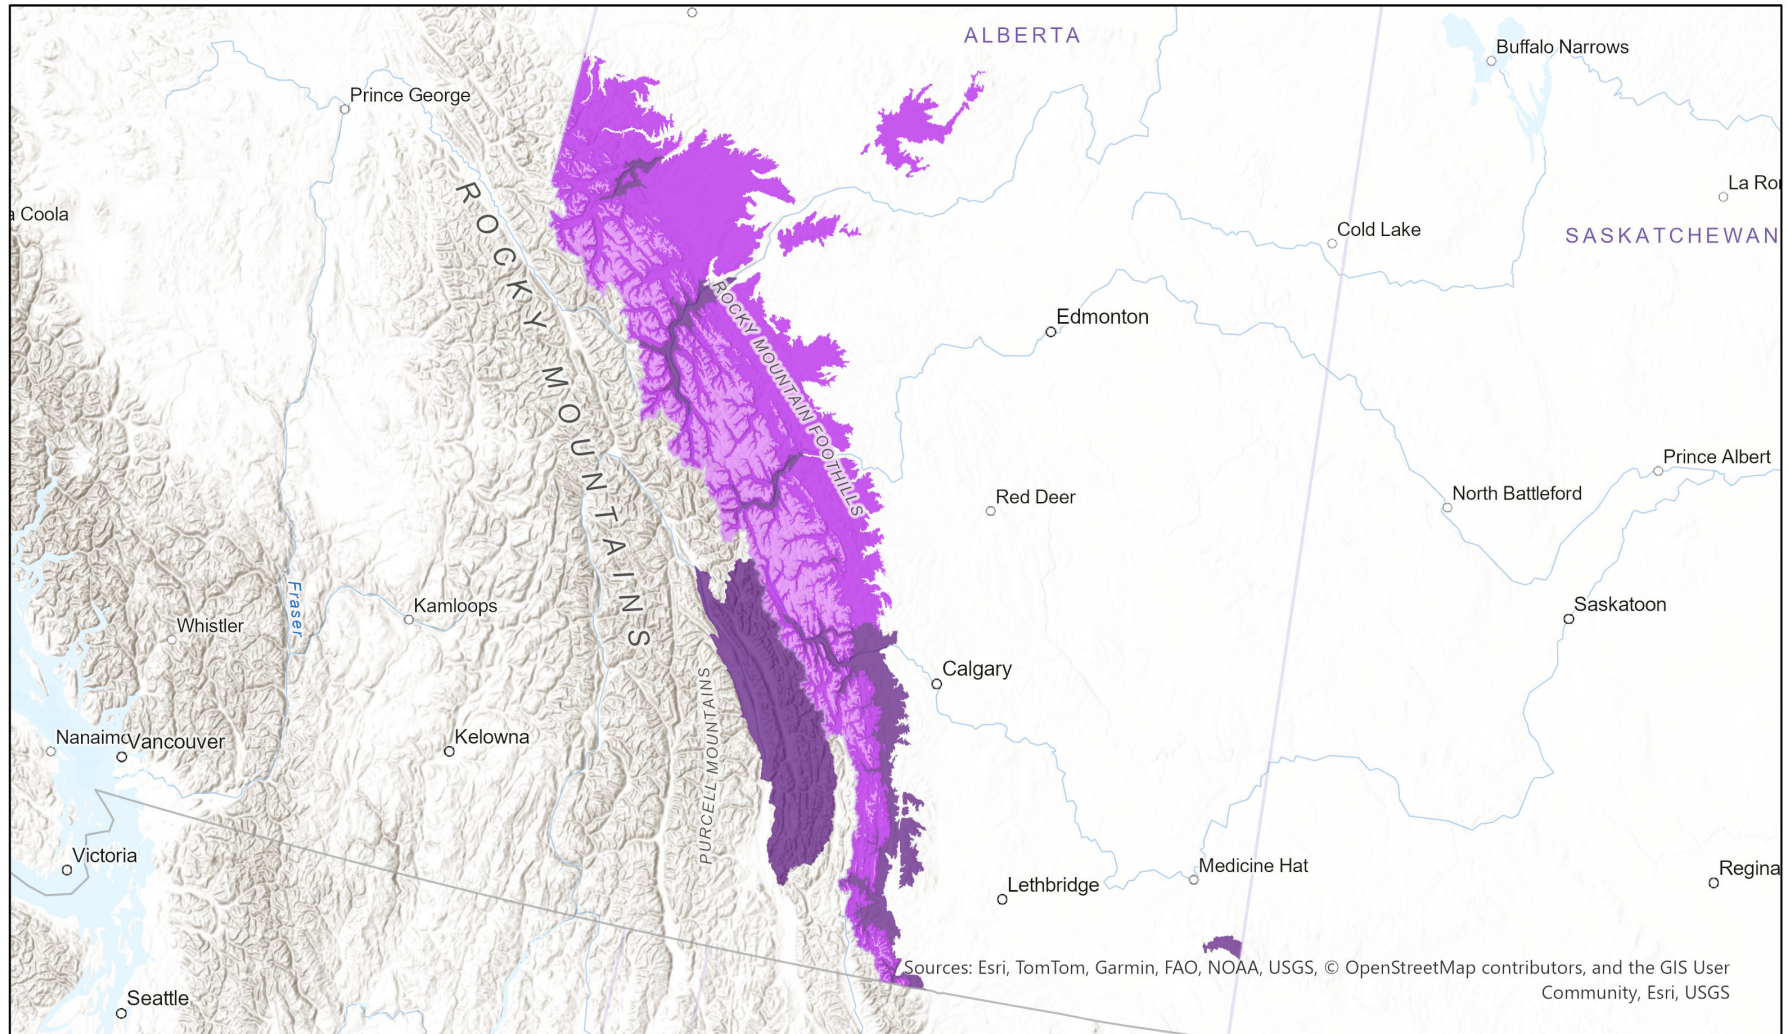 ALBERTA
Buffalo Narrows
Prince George
a Coola
La Ro
Cold Lake
SASKATCHEWAN
ROCKY MOUNTAINS
ROCKY MOUNTAIN FOOTHILLS
Edmonton
Prince Albert
Red Deer
North Battleford
Fraser
Kamloops
Whistler
Saskatoon
Calgary
PURCELL MOUNTAINS
Nanaimo
Vancouver
Kelowna
Victoria
Medicine Hat
Lethbridge
Regina
Sources: Esri, TomTom, Garmin, FAO, NOAA, USGS, © OpenStreetMap contributors, and the GIS User
Community, Esri, USGS
Seattle